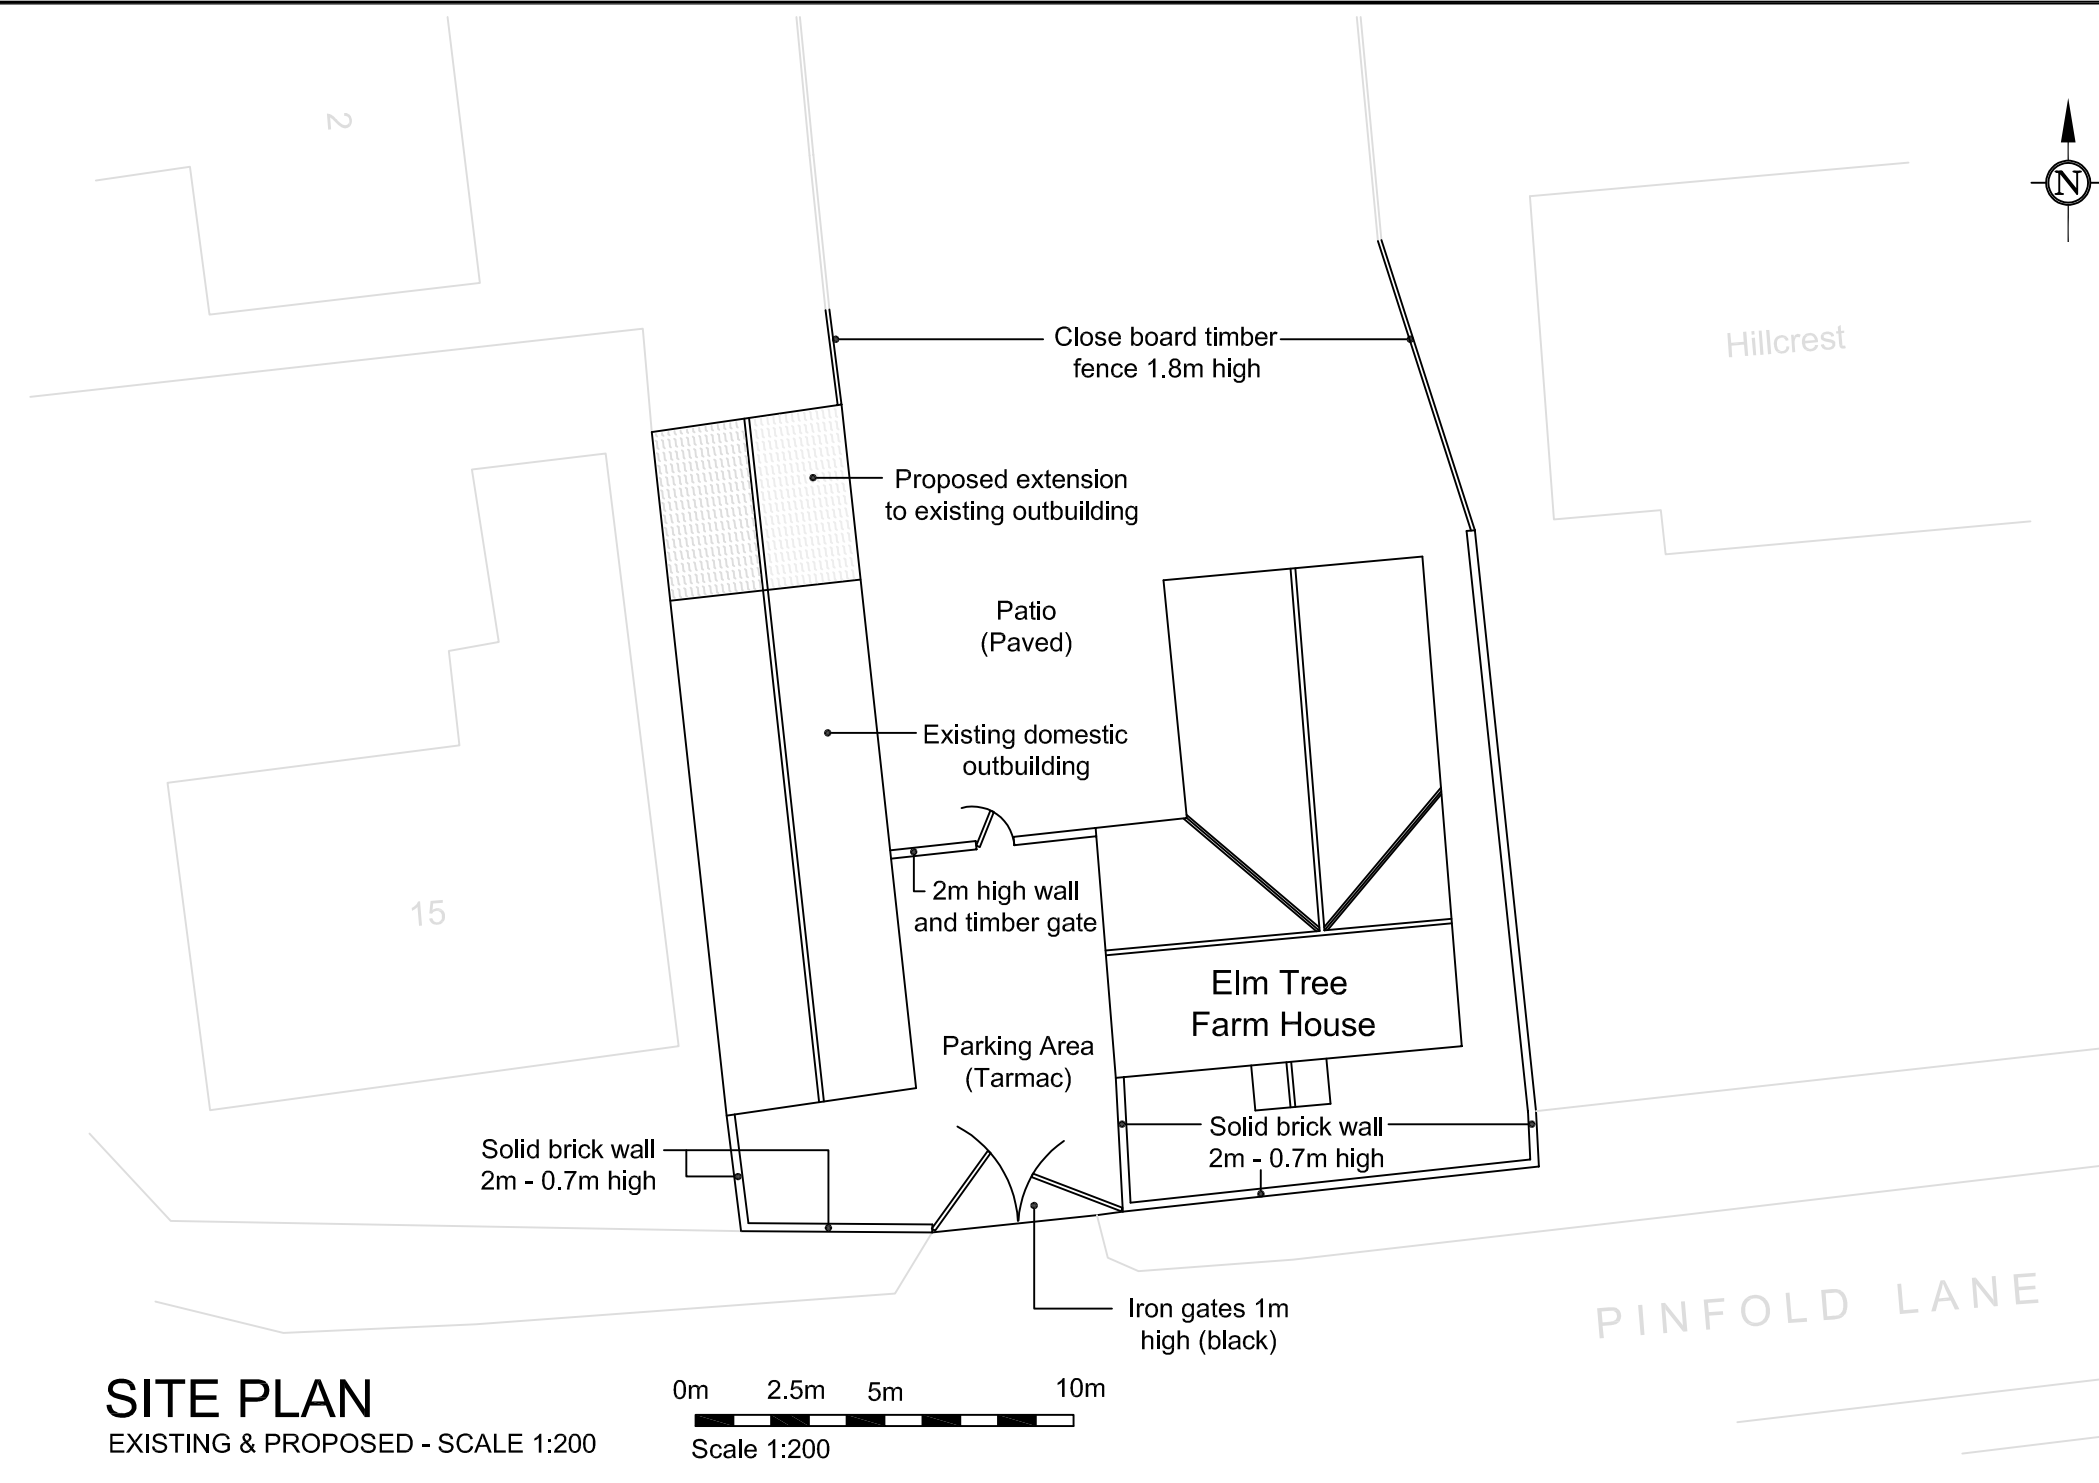 2
N
Close board timber
fence 1.8m high
Hillcrest
Proposed extension
to existing outbuilding
Patio
(Paved)
Existing domestic
outbuilding
15
2m high wall
and timber gate
Elm Tree
Farm House
Parking Area
(Tarmac)
Solid brick wall
2m - 0.7m high
Solid brick wall
2m - 0.7m high
Iron gates 1m
high (black)
PINFOLD LANE
SITE PLAN
EXISTING & PROPOSED - SCALE 1:200
0m 2.5m 5m 10m
Scale 1:200